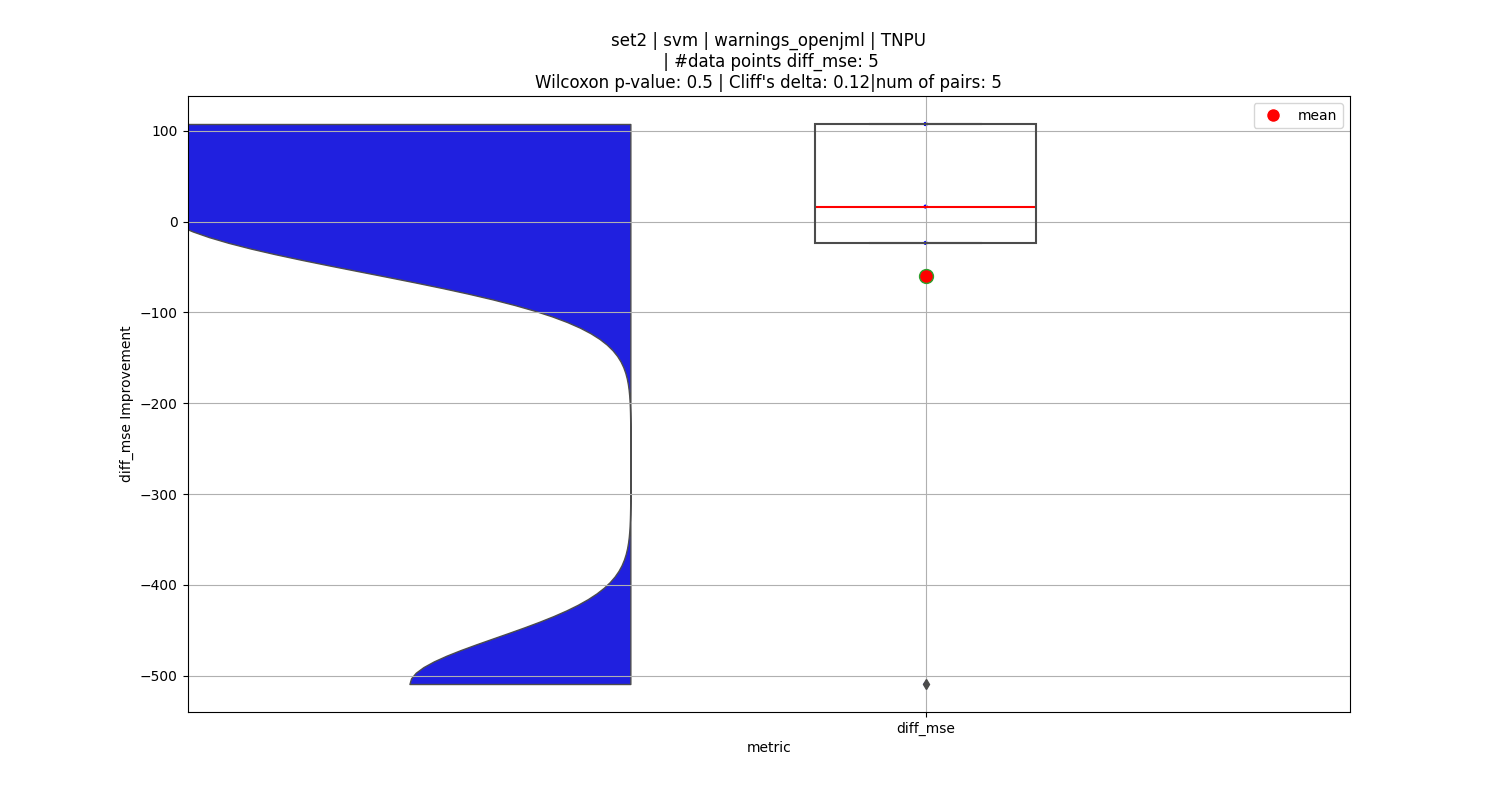 set2 | svm | warnings_openjml | TNPU
| #data points diff_mse: 5
Wilcoxon p-value: 0.5 | Cliff's delta: 0.12|num of pairs: 5
mean
100
0
−100
−200
−300
−400
−500
diff_mse Improvement
diff_mse
metric